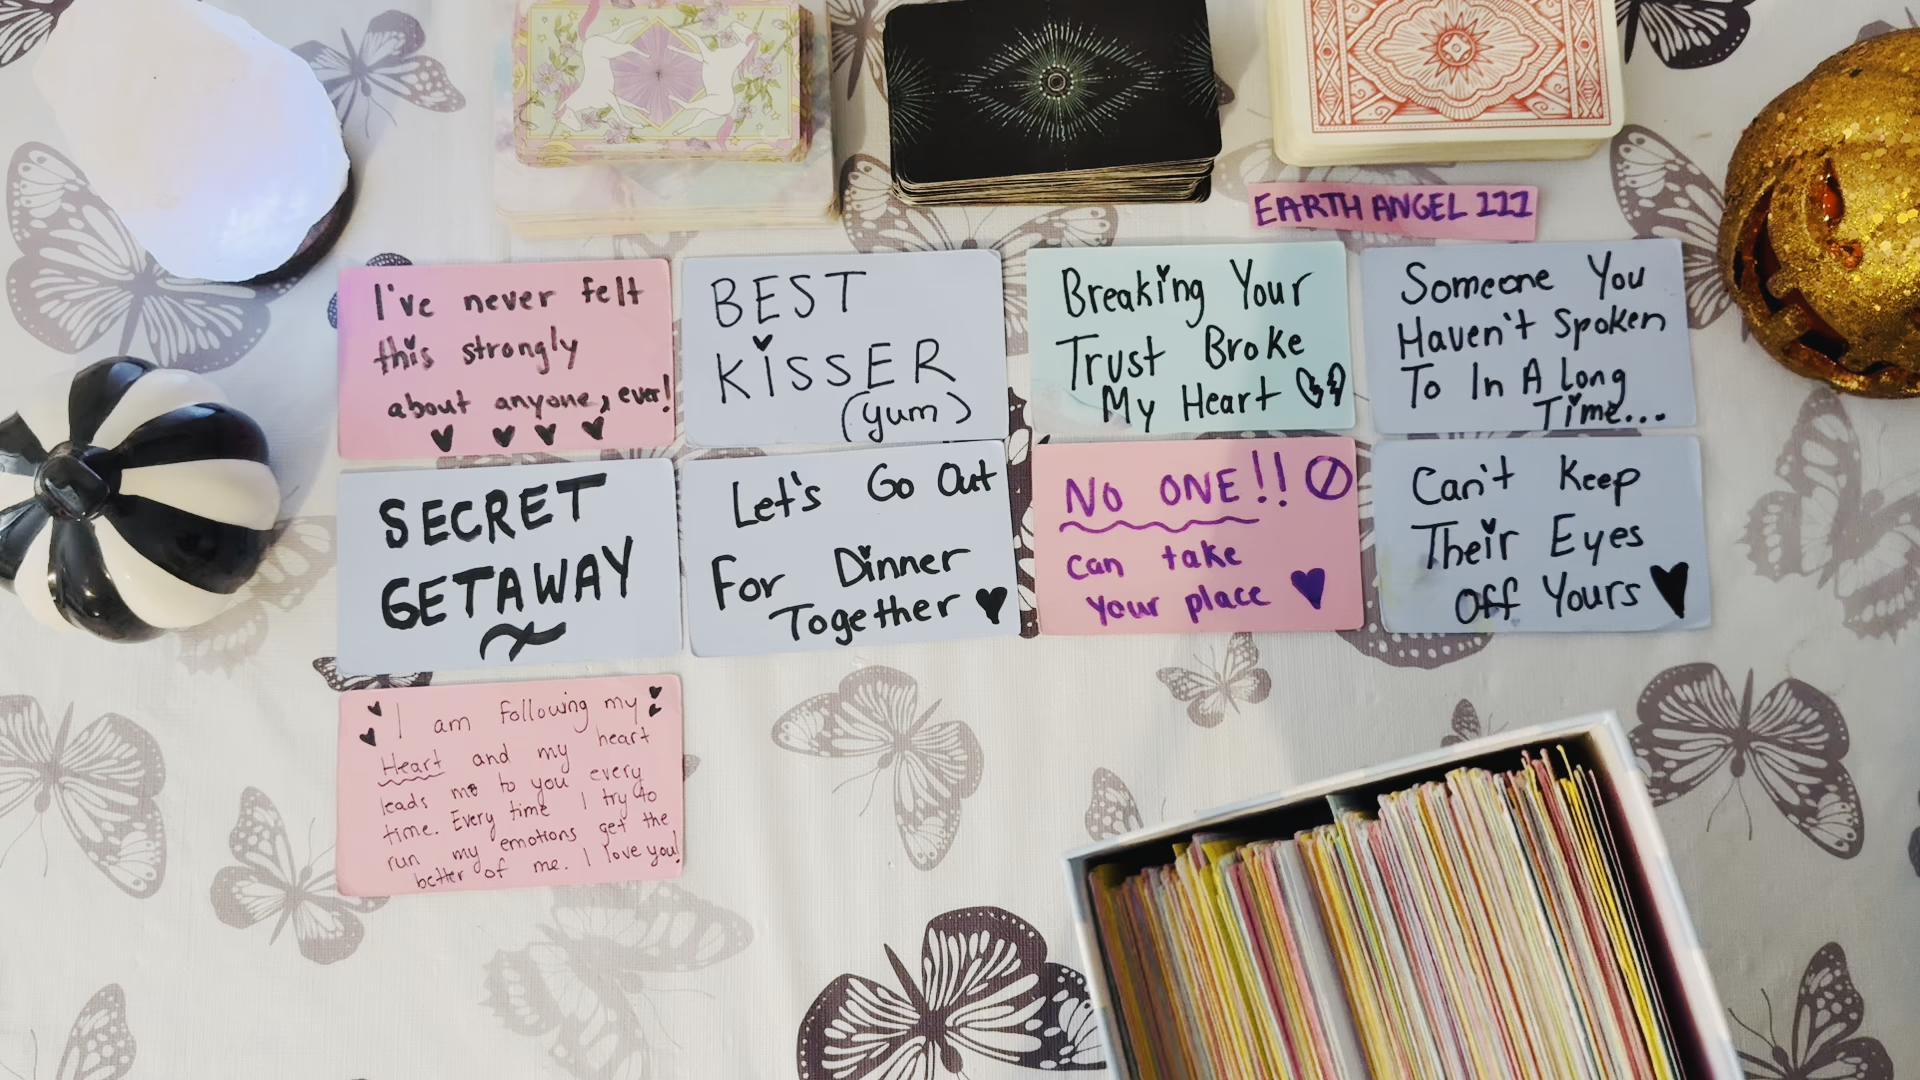 EARTH ANGEL 111
I've never felt
this strongly
about anyone, ever!
BEST
KISSER
(yum)
Breaking Your
Trust Broke
My Heart
Someone You
Haven't Spoken
To In A Long
Time...
SECRET
GETAWAY
Let's Go Out
For Dinner
Together
NO ONE!!
can take
your place
Can't Keep
Their Eyes
Off Yours
I am following my
Heart and my heart
leads me to you every
time. Every time I try to
run my emotions get the
better of me. I love you!